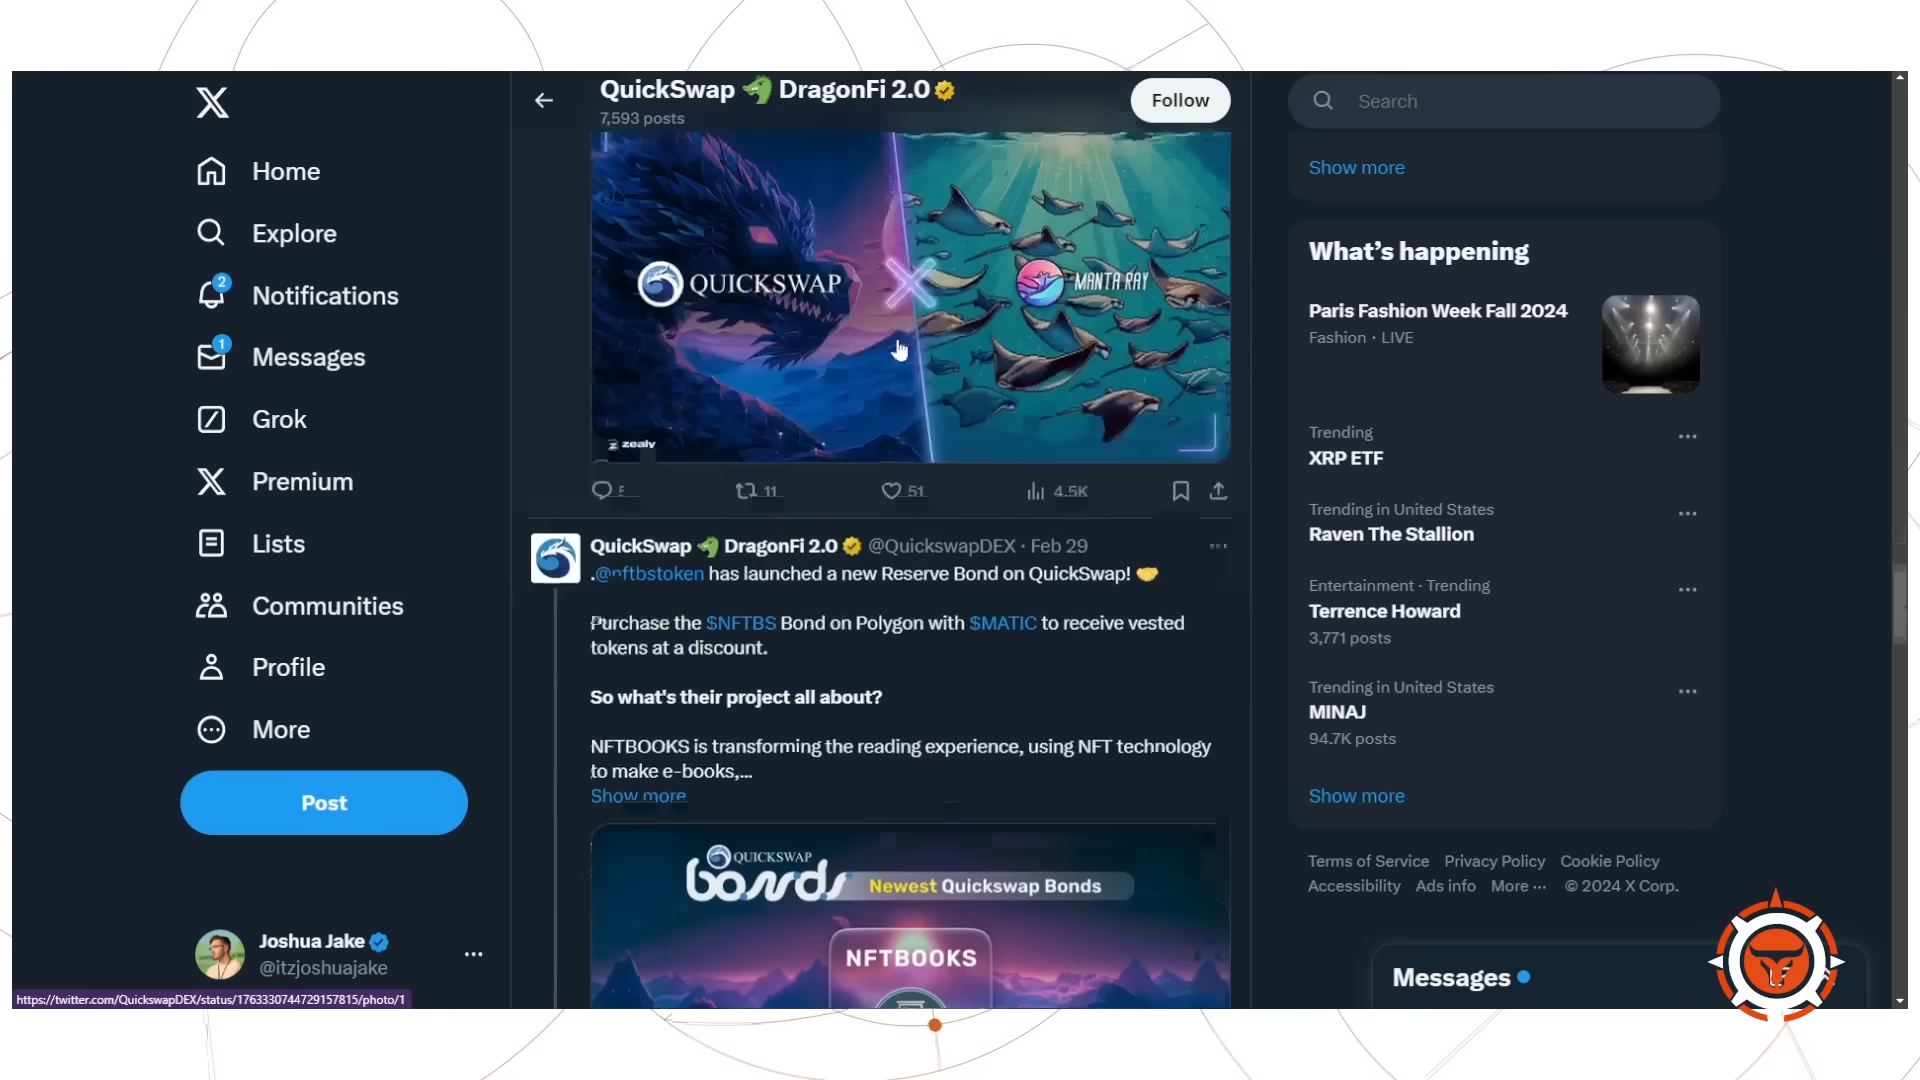 Home
Explore
2
Notifications
1
Messages
Grok
Premium
Lists
Communities
Profile
More
Post
Joshua Jake
@itzjoshuajake
https://twitter.com/QuickswapDEX/status/1763330744729157815/photo/1
QuickSwap DragonFi 2.0
7,593 posts
Follow
QUICKSWAP
MANTA RAY
zealy
11
51
4.5K
QuickSwap DragonFi 2.0 @QuickswapDEX · Feb 29
.@nftbstoken has launched a new Reserve Bond on QuickSwap!
Purchase the $NFTBS Bond on Polygon with $MATIC to receive vested
tokens at a discount.
So what's their project all about?
NFTBOOKS is transforming the reading experience, using NFT technology
to make e-books,...
Show more
QUICKSWAP
bonds
Newest Quickswap Bonds
NFTBOOKS
Search
Show more
What's happening
Paris Fashion Week Fall 2024
Fashion · LIVE
Trending
XRP ETF
Trending in United States
Raven The Stallion
Entertainment · Trending
Terrence Howard
3,771 posts
Trending in United States
MINAJ
94.7K posts
Show more
Terms of Service Privacy Policy Cookie Policy
Accessibility Ads info More ··· © 2024 X Corp.
Messages